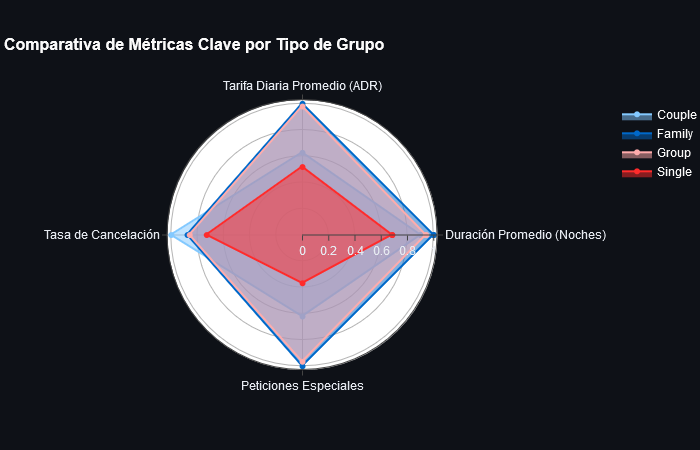 Comparativa de Métricas Clave por Tipo de Grupo
Tarifa Diaria Promedio (ADR)
Couple
Family
Group
Single
Tasa de Cancelación
Duración Promedio (Noches)
0 0.2 0.4 0.6 0.8
Peticiones Especiales